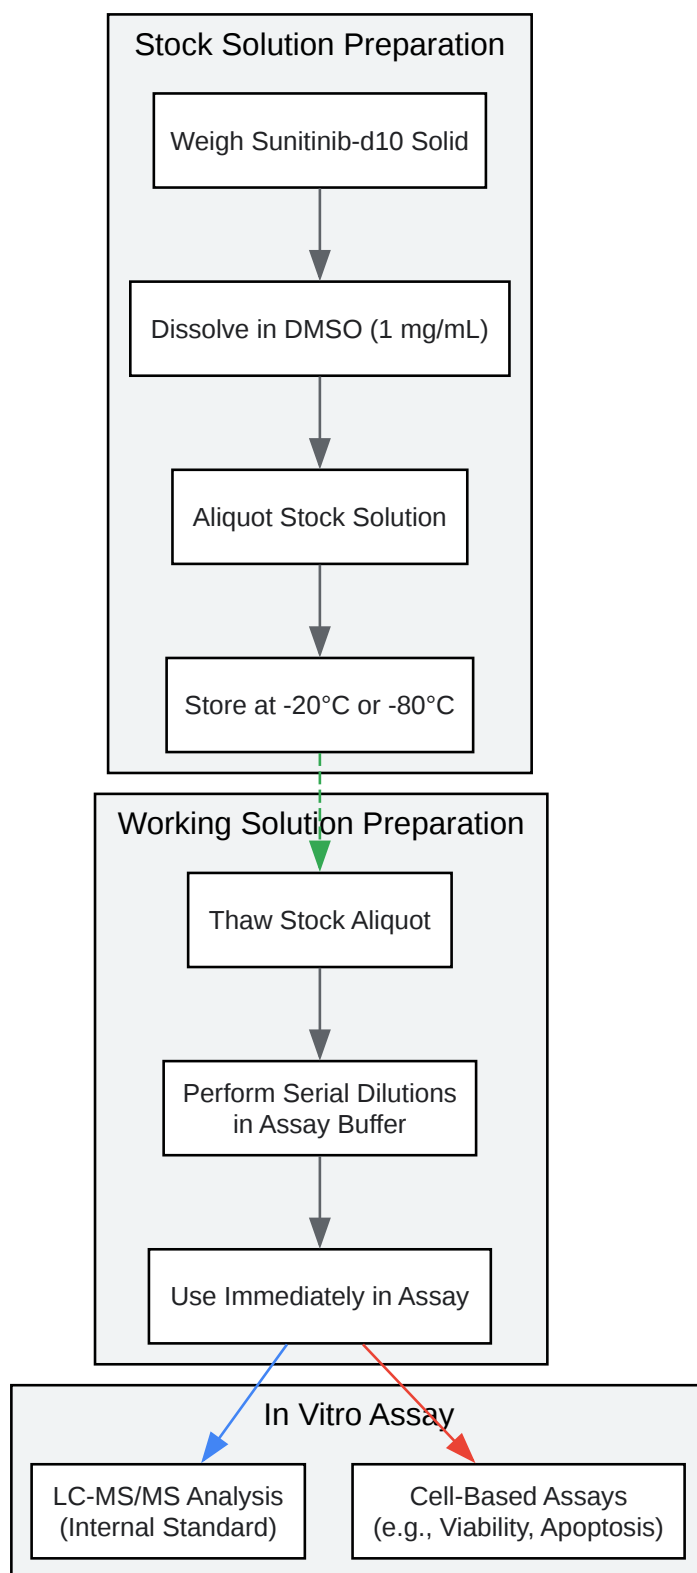 Stock Solution Preparation
Weigh Sunitinib-d10 Solid
Dissolve in DMSO (1 mg/mL)
Aliquot Stock Solution
Store at -20°C or -80°C
Working Solution Preparation
Thaw Stock Aliquot
Perform Serial Dilutions
in Assay Buffer
Use Immediately in Assay
In Vitro Assay
LC-MS/MS Analysis
(Internal Standard)
Cell-Based Assays
(e.g., Viability, Apoptosis)